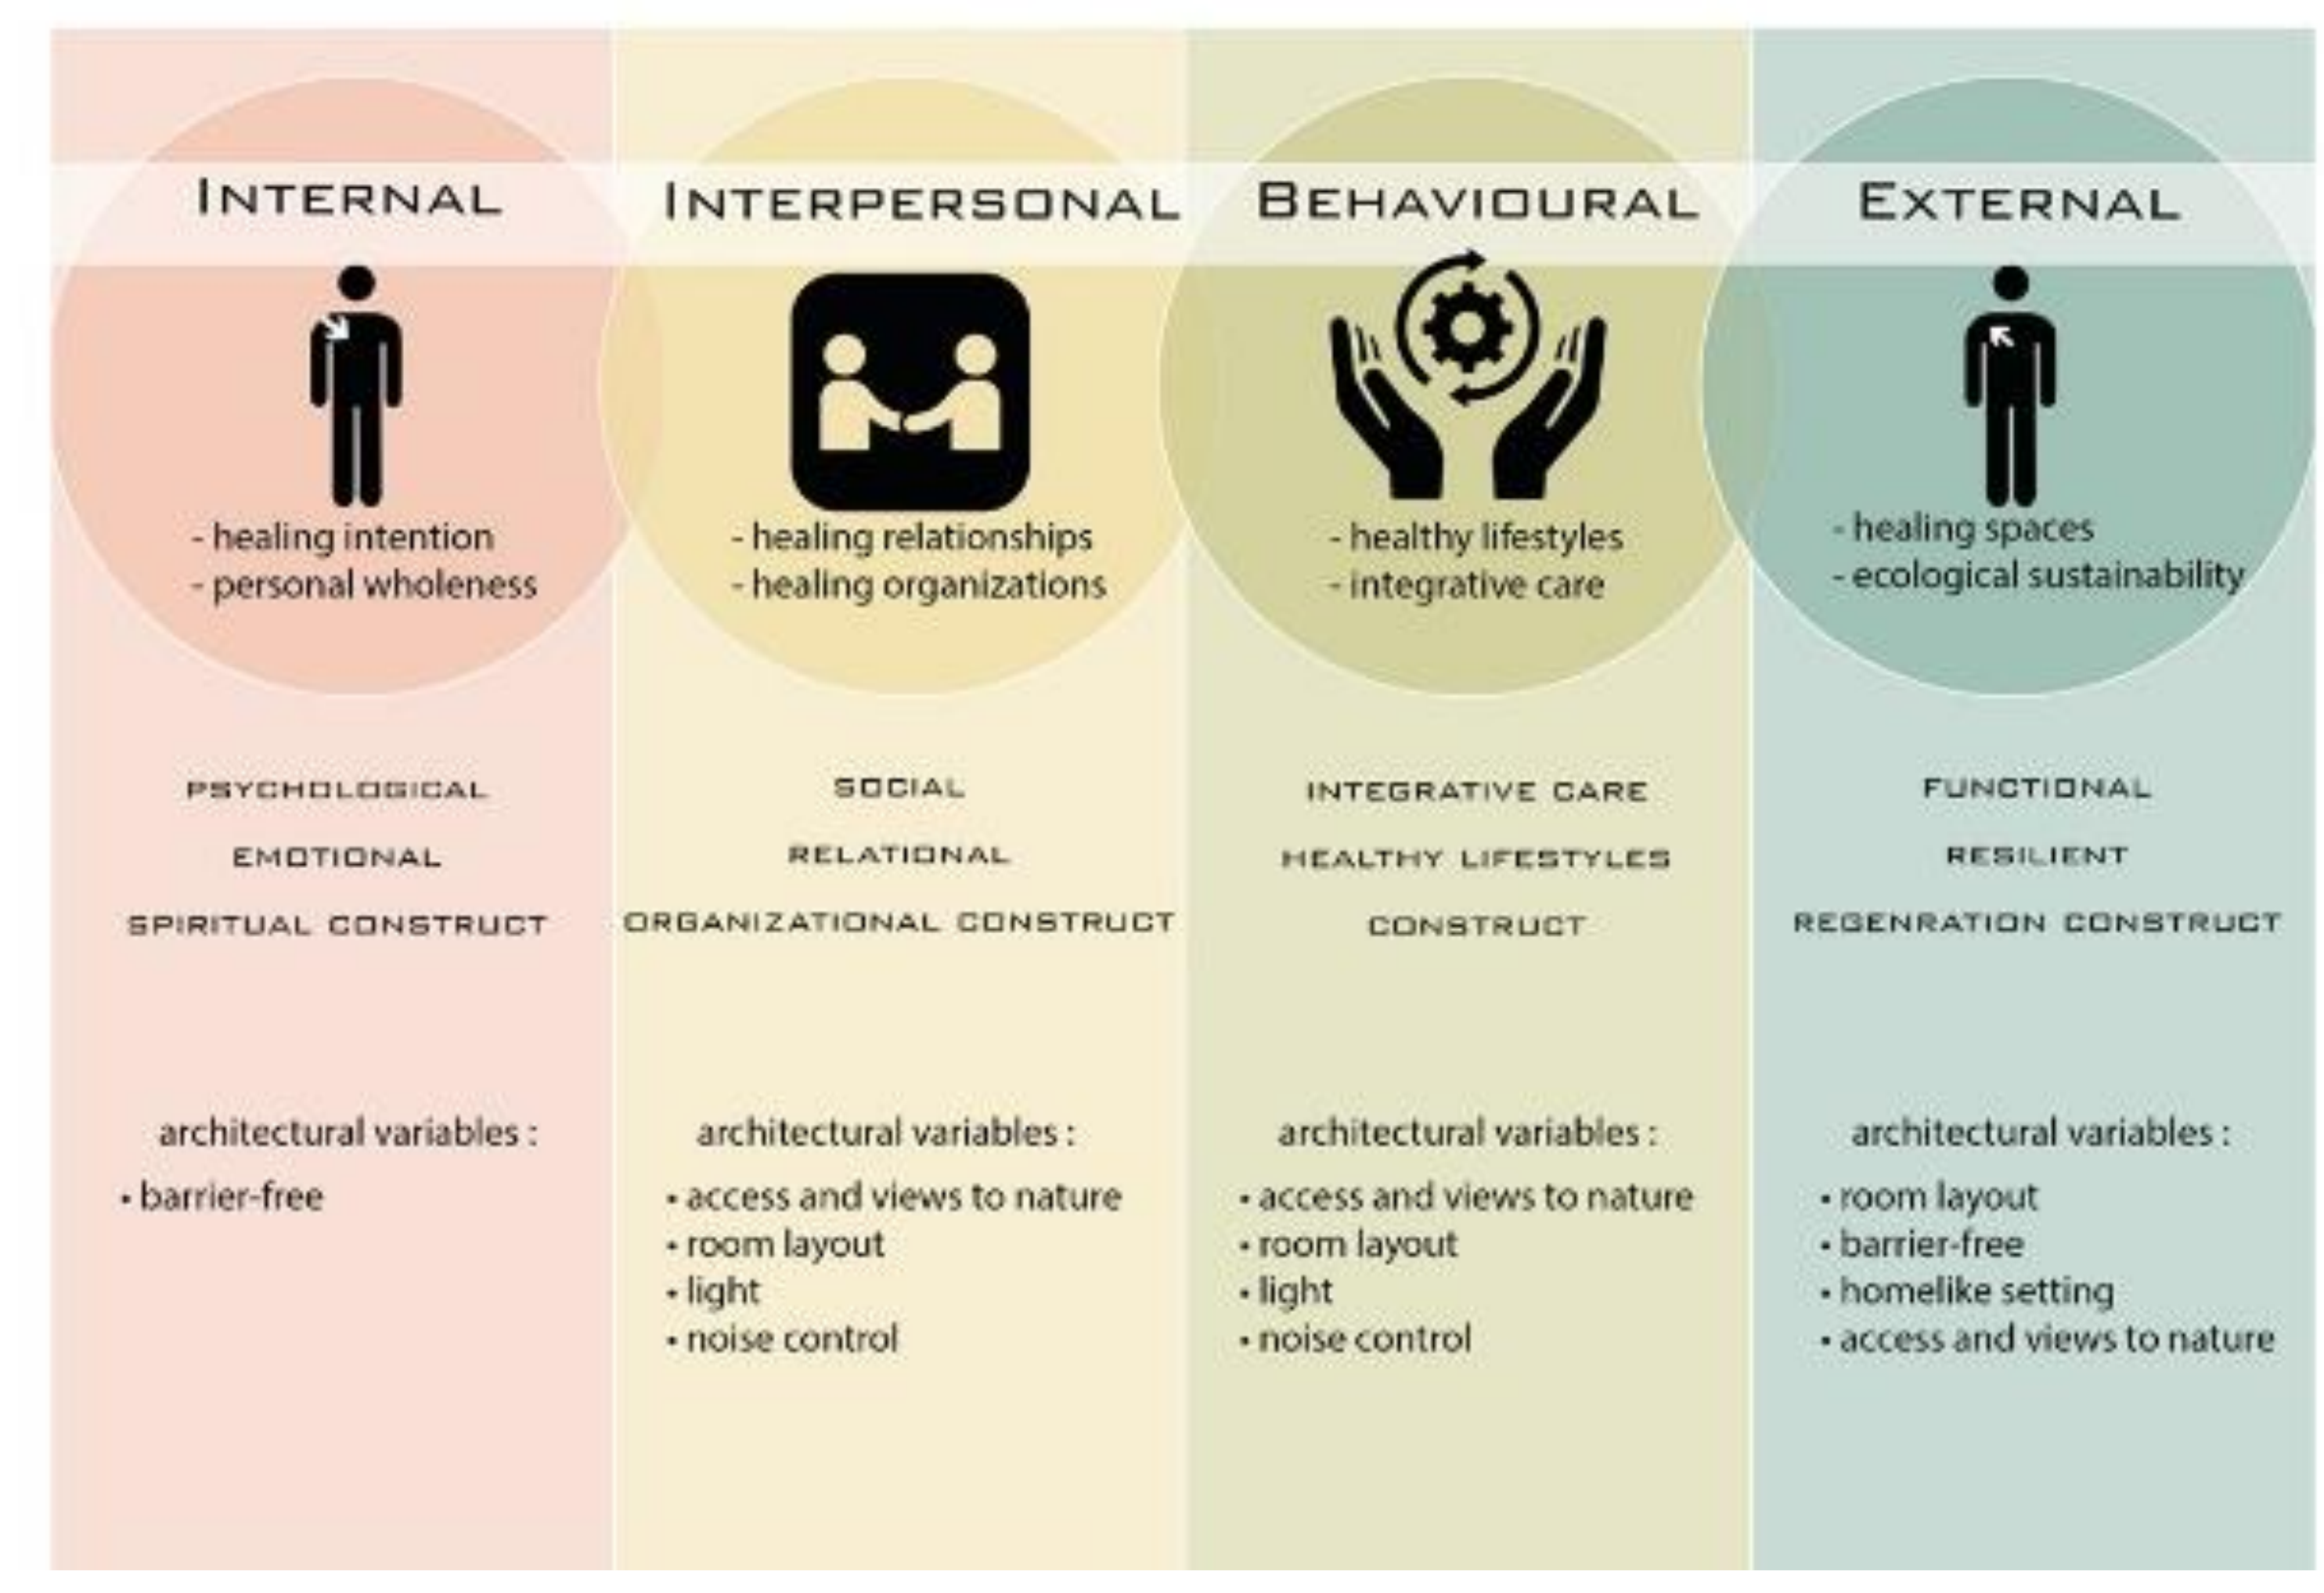 INTERNAL
- healing intention
- personal wholeness
PSYCHOLOGICAL
EMOTIONAL
SPIRITUAL CONSTRUCT
architectural variables :
• barrier-free
INTERPERSONAL
- healing relationships
- healing organizations
SOCIAL
RELATIONAL
ORGANIZATIONAL CONSTRUCT
architectural variables :
• access and views to nature
• room layout
• light
• noise control
BEHAVIOURAL
- healthy lifestyles
- integrative care
INTEGRATIVE CARE
HEALTHY LIFESTYLES
CONSTRUCT
architectural variables :
• access and views to nature
• room layout
• light
• noise control
EXTERNAL
- healing spaces
- ecological sustainability
FUNCTIONAL
RESILIENT
REGENRATION CONSTRUCT
architectural variables :
• room layout
• barrier-free
• homelike setting
• access and views to nature